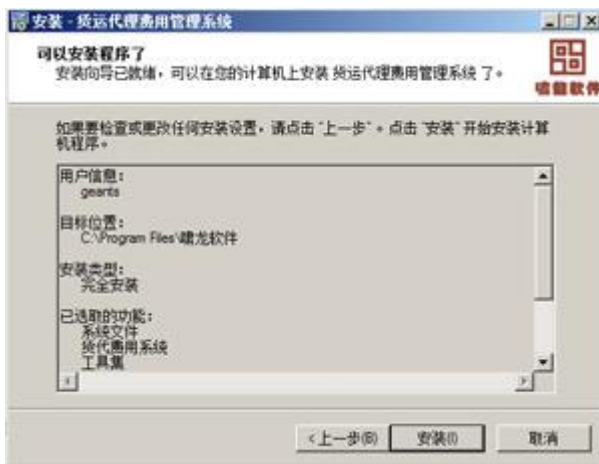 安装 - 货运代理费用管理系统
可以安装程序了
安装向导已就绪，可以在您的计算机上安装 货运代理费用管理系统 了。
啸龍軟件
如果要检查或更改任何安装设置，请点击“上一步”。点击“安装”开始安装计算
机程序。
用户信息：
geants
目标位置：
C:\Program Files\啸龙软件
安装类型：
完全安装
已选取的功能：
系统文件
货代费用系统
工具集
<上一步(B)
安装(I)
取消